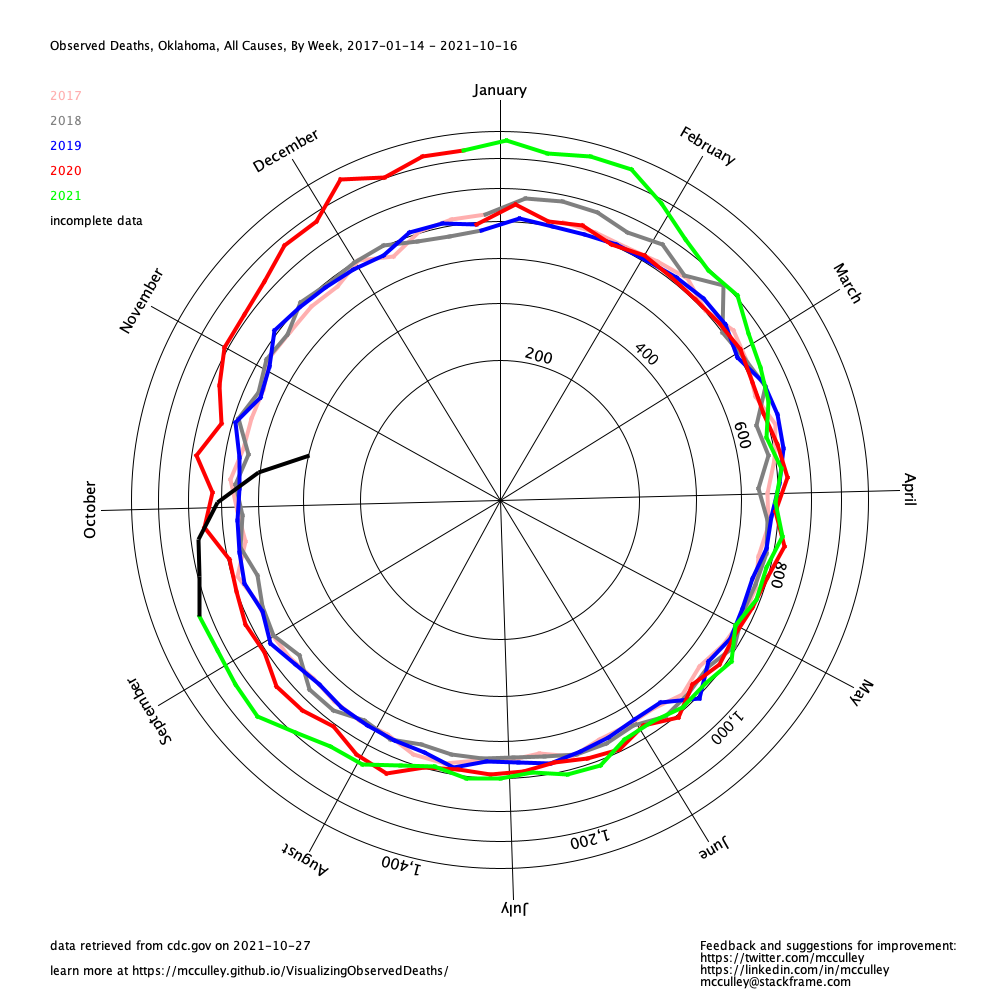 Observed Deaths, Oklahoma, All Causes, By Week, 2017-01-14 - 2021-10-16
2017
2018
2019
2020
2021
incomplete data
January
February
March
April
May
June
July
August
September
October
November
December
200
400
600
800
1,000
1,200
1,400
data retrieved from cdc.gov on 2021-10-27
learn more at https://mcculley.github.io/VisualizingObservedDeaths/
Feedback and suggestions for improvement:
https://twitter.com/mcculley
https://linkedin.com/in/mcculley
mcculley@stackframe.com